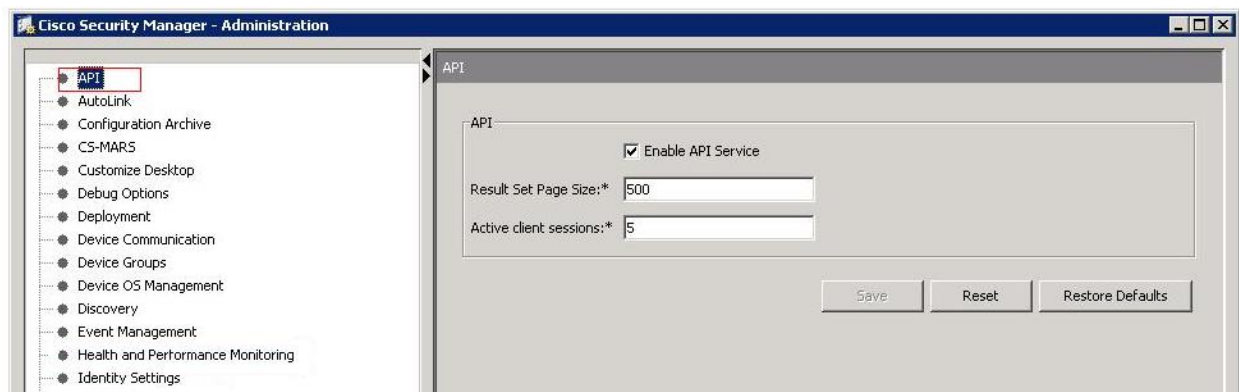 Cisco Security Manager - Administration
API
AutoLink
Configuration Archive
CS-MARS
Customize Desktop
Debug Options
Deployment
Device Communication
Device Groups
Device OS Management
Discovery
Event Management
Health and Performance Monitoring
Identity Settings
API
API
Enable API Service
Result Set Page Size:* 500
Active client sessions:* 5
Save Reset Restore Defaults